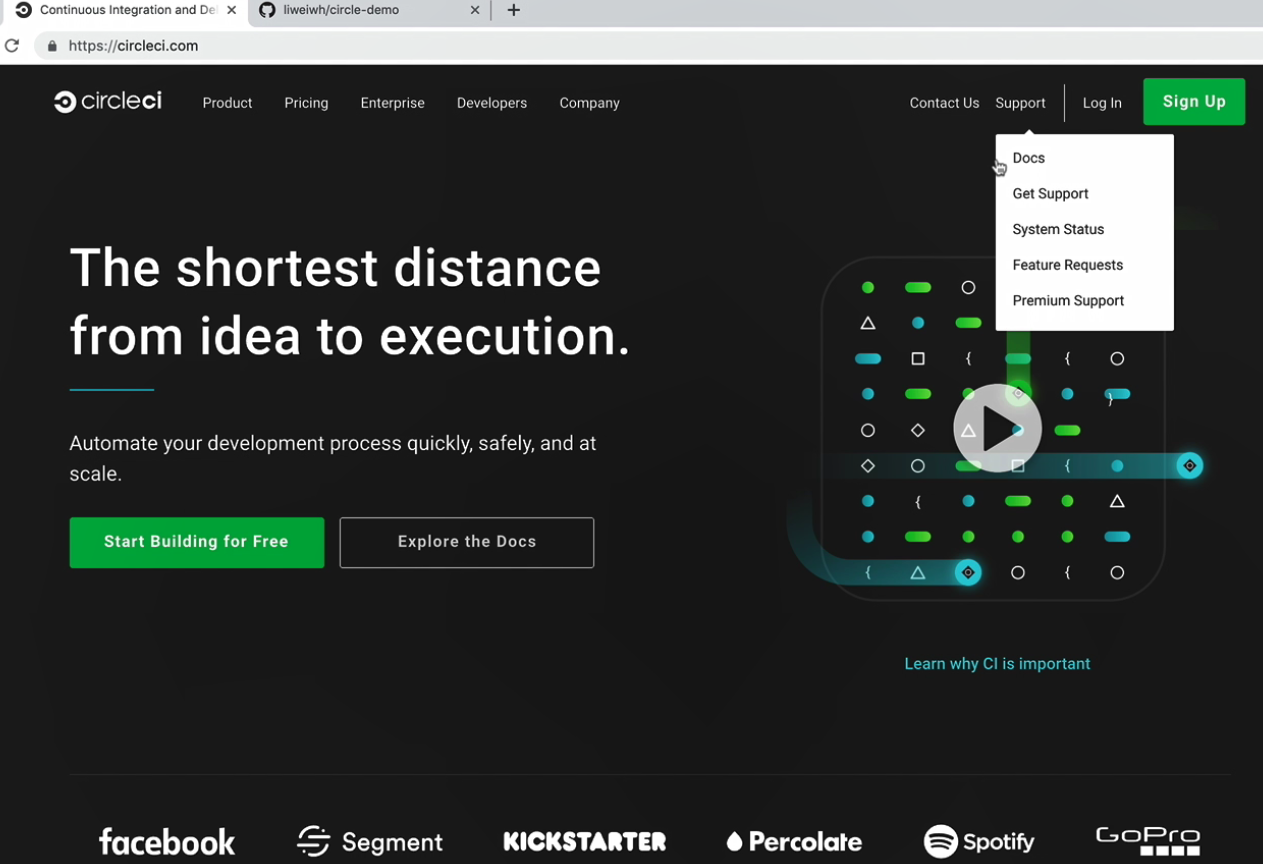 Continuous Integration and De
liweiwh/circle-demo
https://circleci.com
circleci
Product
Pricing
Enterprise
Developers
Company
Contact Us
Support
Log In
Sign Up
Docs
Get Support
System Status
Feature Requests
Premium Support
The shortest distance
from idea to execution.
Automate your development process quickly, safely, and at
scale.
Start Building for Free
Explore the Docs
Learn why CI is important
facebook
Segment
KICKSTARTER
Percolate
Spotify
GoPro